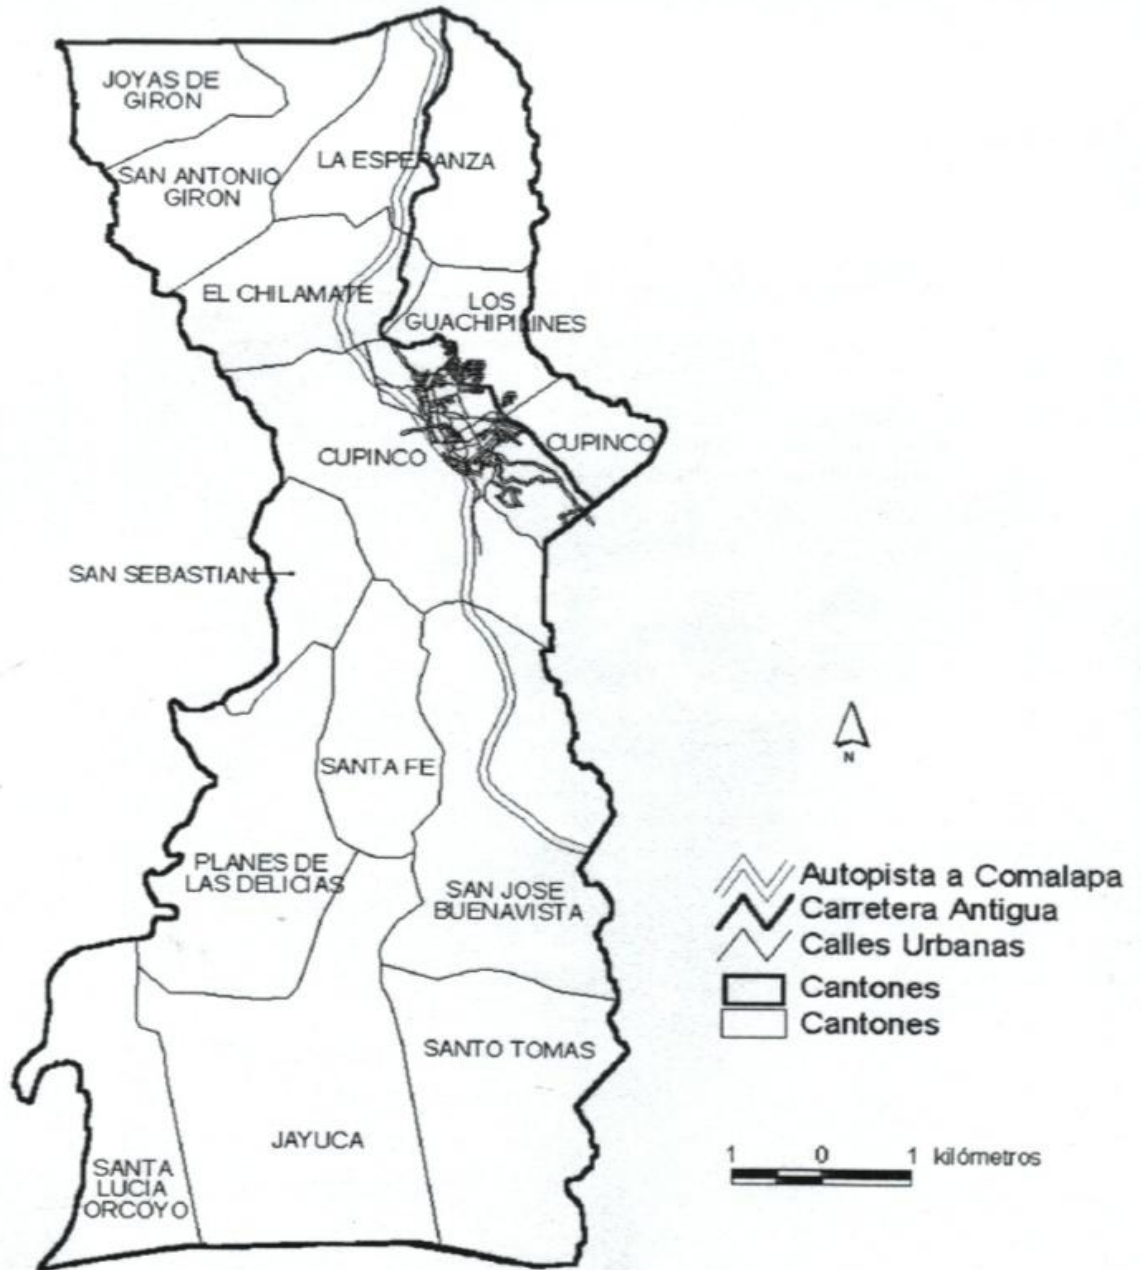 JOYAS DE
GIRON
SAN ANTONIO
GIRON
LA ESPERANZA
EL CHILAMATE
LOS
GUACHIPILINES
CUPINCO
CUPINCO
SAN SEBASTIAN
SANTA FE
PLANES DE
LAS DELICIAS
SAN JOSE
BUENAVISTA
SANTO TOMAS
JAYUCA
SANTA
LUCIA
ORCOYO
N
Autopista a Comalapa
Carretera Antigua
Calles Urbanas
Cantones
Cantones
1 0 1 kilómetros